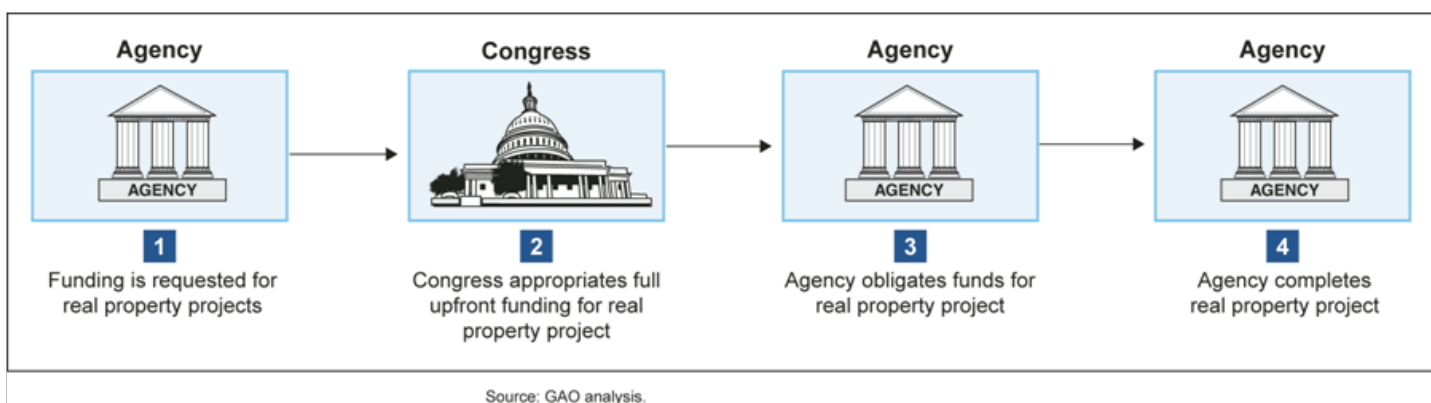 Agency
Congress
Agency
Agency
AGENCY
AGENCY
AGENCY
1
Funding is requested for
real property projects
2
Congress appropriates full
upfront funding for real
property project
3
Agency obligates funds for
real property project
4
Agency completes
real property project
Source: GAO analysis.